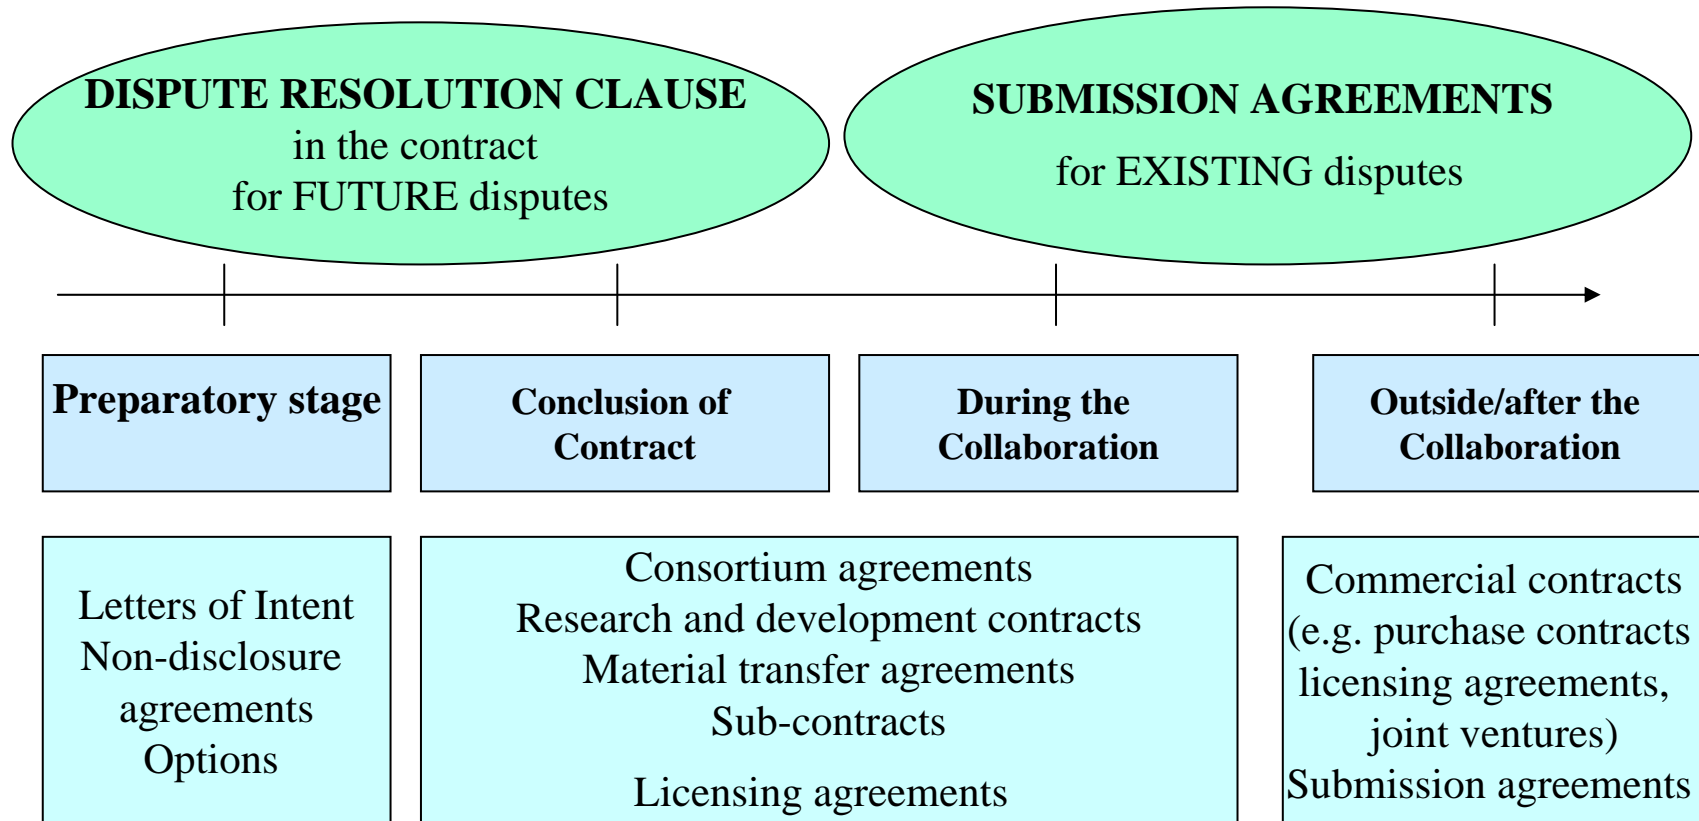 DISPUTE RESOLUTION CLAUSE
in the contract
for FUTURE disputes
SUBMISSION AGREEMENTS
for EXISTING disputes
Preparatory stage
Conclusion of
Contract
During the
Collaboration
Outside/after the
Collaboration
Letters of Intent
Non-disclosure
agreements
Options
Consortium agreements
Research and development contracts
Material transfer agreements
Sub-contracts
Licensing agreements
Commercial contracts
(e.g. purchase contracts
licensing agreements,
joint ventures)
Submission agreements